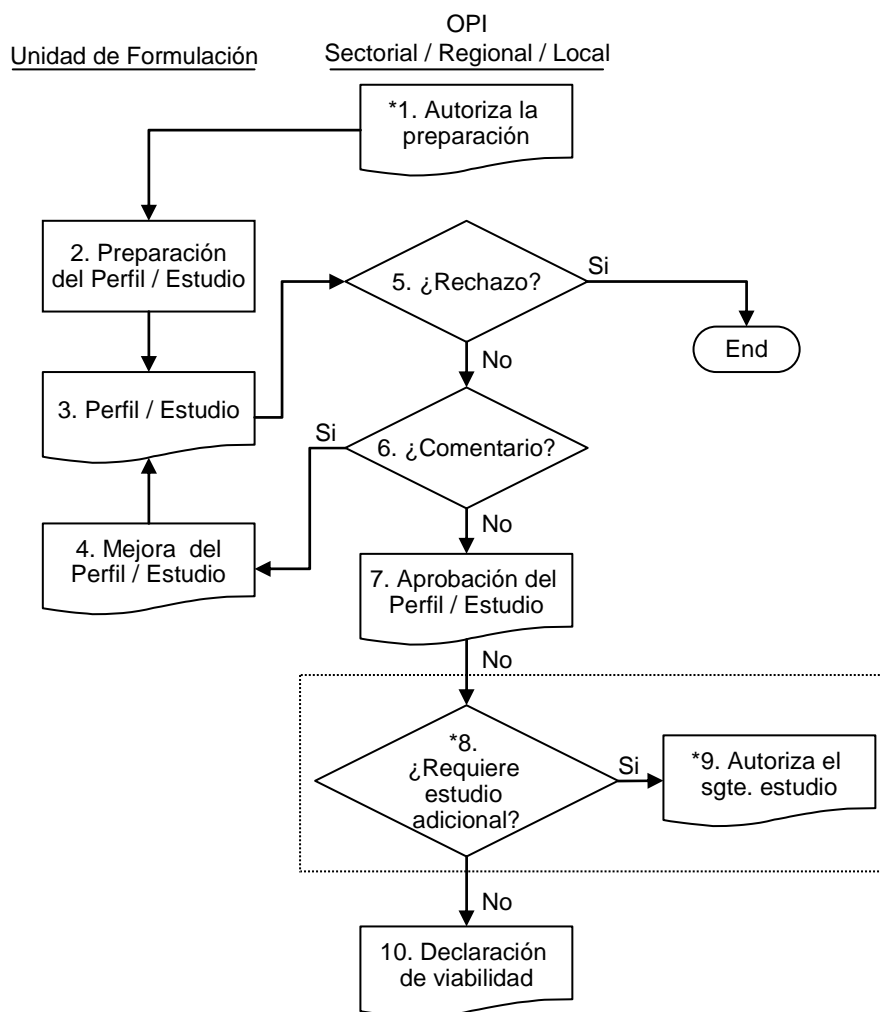 OPI
Unidad de Formulación
Sectorial / Regional / Local
*1. Autoriza la
preparación
2. Preparación
del Perfil / Estudio
5. ¿Rechazo?
Si
End
No
3. Perfil / Estudio
Si
6. ¿Comentario?
No
4. Mejora del
Perfil / Estudio
7. Aprobación del
Perfil / Estudio
No
*8.
¿Requiere
estudio
adicional?
Si
*9. Autoriza el
sgte. estudio
No
10. Declaración
de viabilidad